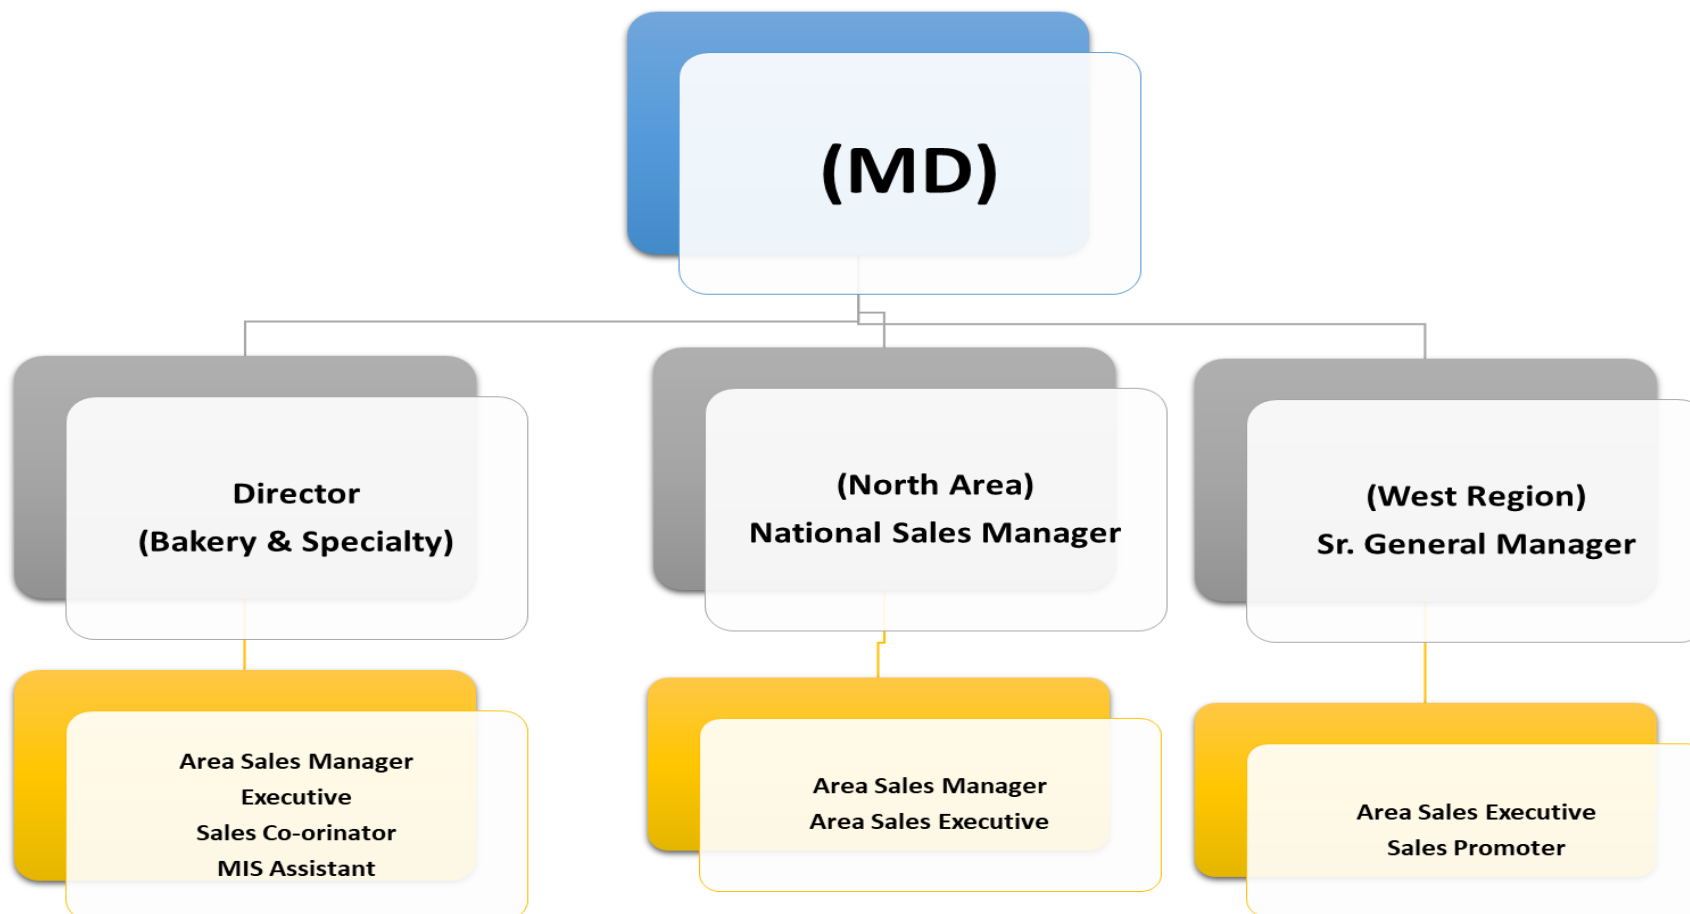 (MD)
Director
(Bakery & Specialty)
(North Area)
National Sales Manager
(West Region)
Sr. General Manager
Area Sales Manager
Executive
Sales Co-orinator
MIS Assistant
Area Sales Manager
Area Sales Executive
Area Sales Executive
Sales Promoter